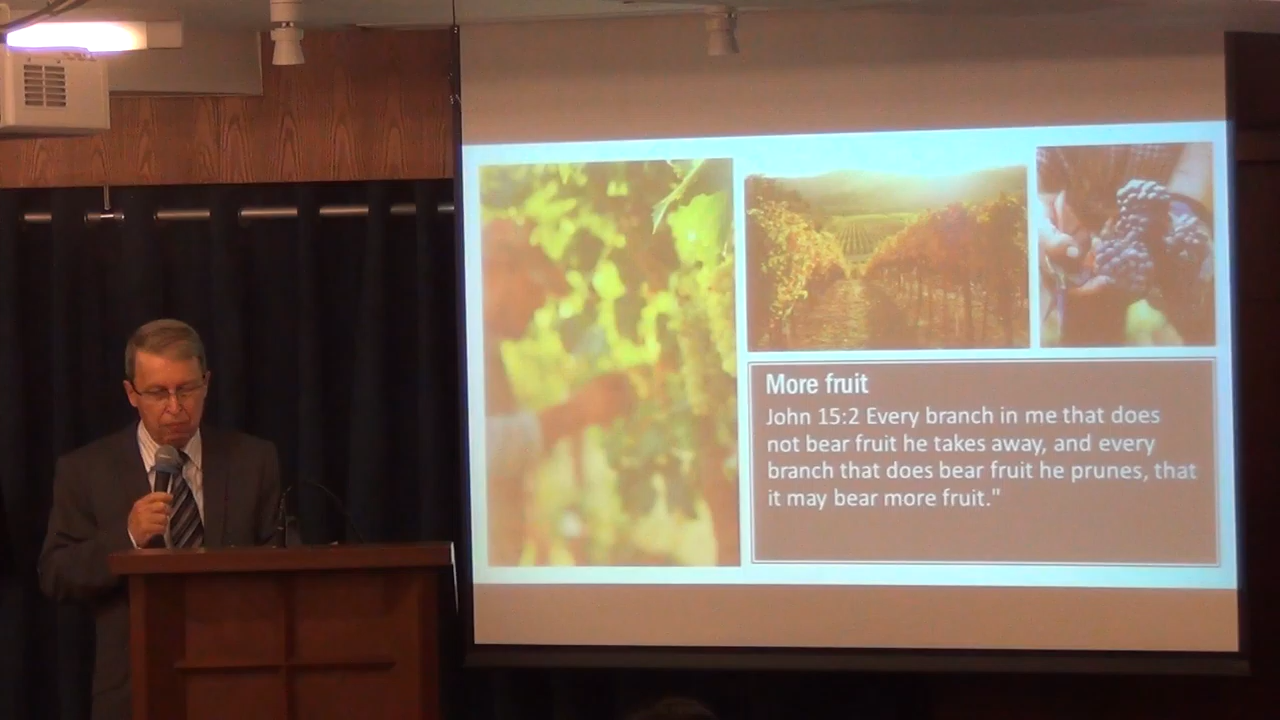 More fruit
John 15:2 Every branch in me that does
not bear fruit he takes away, and every
branch that does bear fruit he prunes, that
it may bear more fruit."